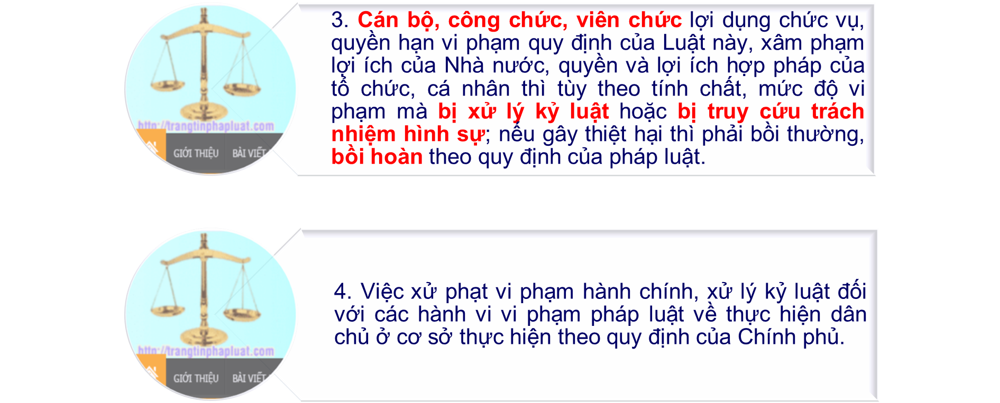 3. Cán bộ, công chức, viên chức lợi dụng chức vụ,
quyền hạn vi phạm quy định của Luật này, xâm phạm
lợi ích của Nhà nước, quyền và lợi ích hợp pháp của
tổ chức, cá nhân thì tùy theo tính chất, mức độ vi
phạm mà bị xử lý kỷ luật hoặc bị truy cứu trách
nhiệm hình sự; nếu gây thiệt hại thì phải bồi thường,
bồi hoàn theo quy định của pháp luật.
http://trangtinphapluat.com
GIỚI THIỆU BÀI VIẾT
4. Việc xử phạt vi phạm hành chính, xử lý kỷ luật đối
với các hành vi vi phạm pháp luật về thực hiện dân
chủ ở cơ sở thực hiện theo quy định của Chính phủ.
http://trangtinphapluat.com
GIỚI THIỆU BÀI VIẾT